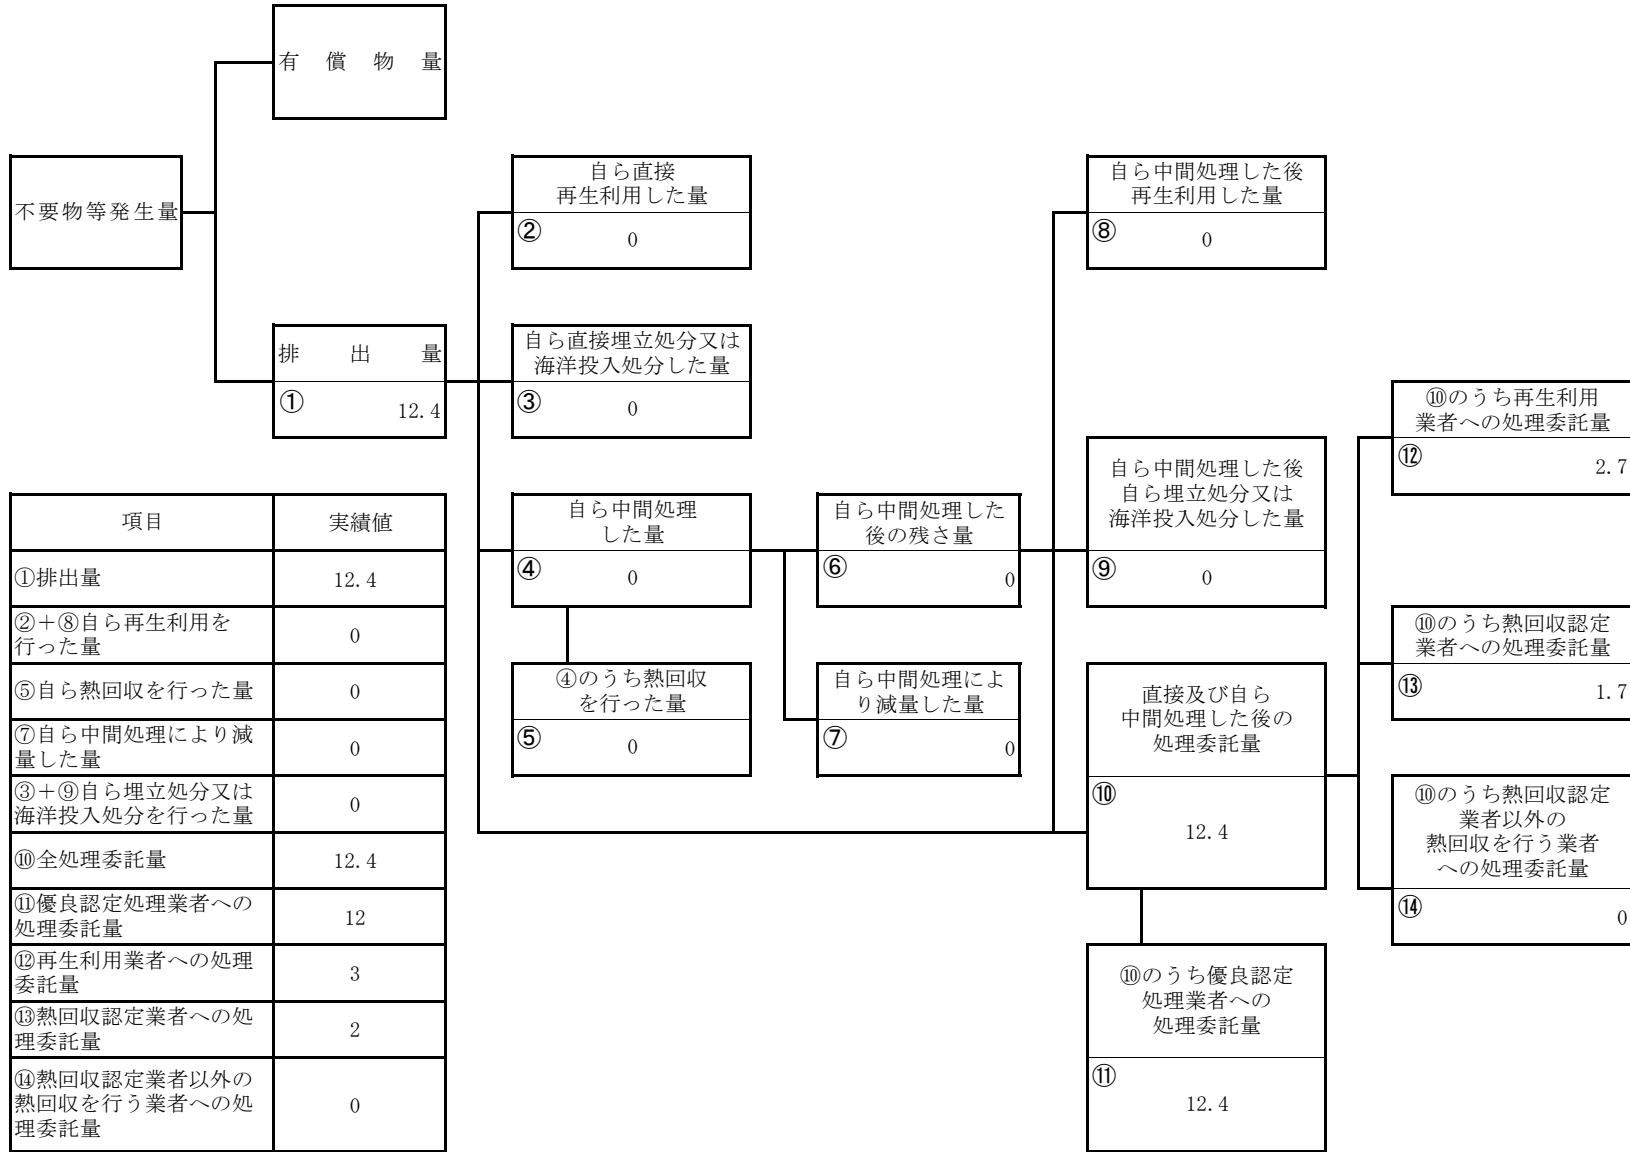 有償物量
不要物等発生量
自ら直接
再生利用した量
② 0
自ら中間処理した後
再生利用した量
⑧ 0
排出量
① 12.4
自ら直接埋立処分又は
海洋投入処分した量
③ 0
⑩のうち再生利用
業者への処理委託量
⑫ 2.7
自ら中間処理した後
自ら埋立処分又は
海洋投入処分した量
⑨ 0
自ら中間処理
した量
④ 0
自ら中間処理した
後の残さ量
⑥ 0
⑩のうち熱回収認定
業者への処理委託量
⑬ 1.7
④のうち熱回収
を行った量
⑤ 0
自ら中間処理によ
り減量した量
⑦ 0
直接及び自ら
中間処理した後の
処理委託量
⑩
12.4
⑩のうち熱回収認定
業者以外の
熱回収を行う業者
への処理委託量
⑭ 0
⑩のうち優良認定
処理業者への
処理委託量
⑪
12.4
項目 実績値
①排出量 12.4
②＋⑧自ら再生利用を
行った量 0
⑤自ら熱回収を行った量 0
⑦自ら中間処理により減
量した量 0
③＋⑨自ら埋立処分又は
海洋投入処分を行った量 0
⑩全処理委託量 12.4
⑪優良認定処理業者への
処理委託量 12
⑫再生利用業者への処理
委託量 3
⑬熱回収認定業者への処
理委託量 2
⑭熱回収認定業者以外の
熱回収を行う業者への処
理委託量 0